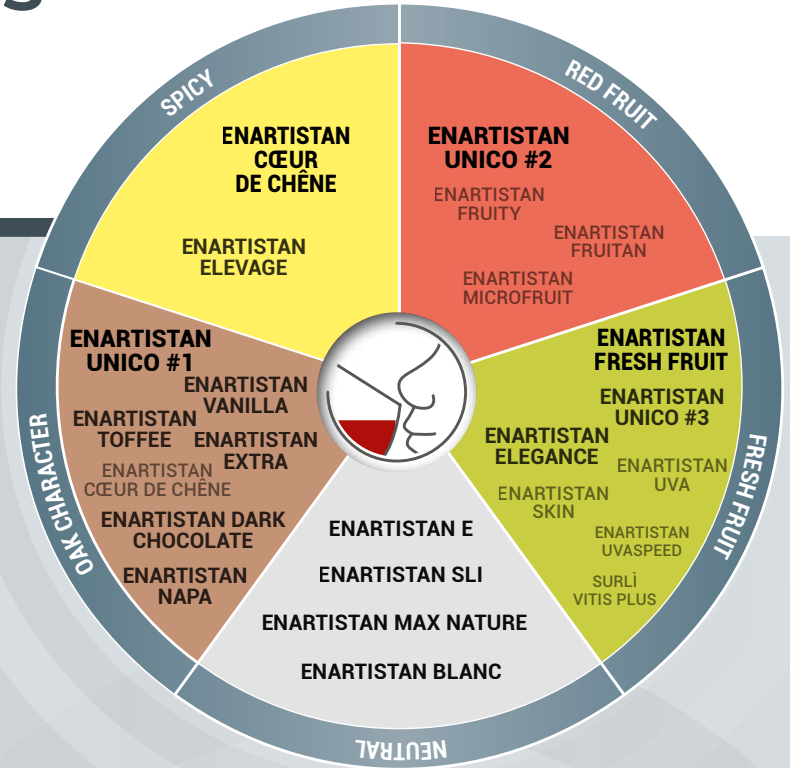 SPICY
ENARTISTAN
CŒUR
DE CHÊNE
ENARTISTAN
ELEVAGE
RED FRUIT
ENARTISTAN
UNICO #2
ENARTISTAN
FRUITY
ENARTISTAN
FRUITAN
ENARTISTAN
MICROFRUIT
FRESH FRUIT
ENARTISTAN
FRESH FRUIT
ENARTISTAN
UNICO #3
ENARTISTAN
ELEGANCE
ENARTISTAN
UVA
ENARTISTAN
SKIN
ENARTISTAN
UVASPEED
SURLÌ
VITIS PLUS
NEUTRAL
ENARTISTAN E
ENARTISTAN SLI
ENARTISTAN MAX NATURE
ENARTISTAN BLANC
OAK CHARACTER
ENARTISTAN
UNICO #1
ENARTISTAN
VANILLA
ENARTISTAN
TOFFEE
ENARTISTAN
EXTRA
ENARTISTAN
CŒUR DE CHÊNE
ENARTISTAN DARK
CHOCOLATE
ENARTISTAN
NAPA